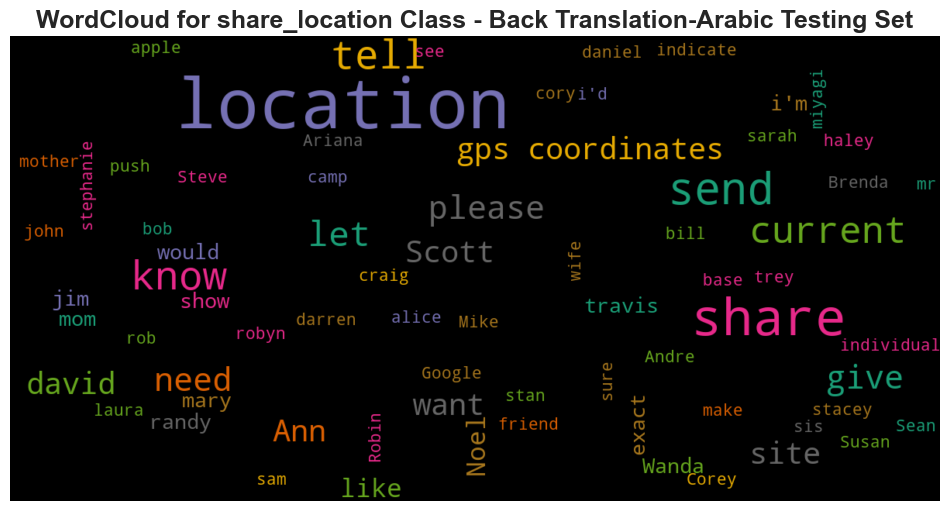 WordCloud for share_location Class - Back Translation-Arabic Testing Set
apple
tell
see
daniel
indicate
location
cory
i'd
i'm
miyagi
Ariana
gps coordinates
sarah
haley
mother
stephanie
push
Steve
camp
send
Brenda
mr
please
john
bob
let
Scott
bill
current
would
know
craig
wife
base
trey
jim
show
mom
travis
share
rob
robyn
darren
alice
Mike
individual
Andre
david
need
Google
sure
give
mary
laura
randy
want
stan
exact
make
stacey
Ann
Robin
Noel
friend
sis
Sean
Susan
site
Wanda
sam
like
Corey